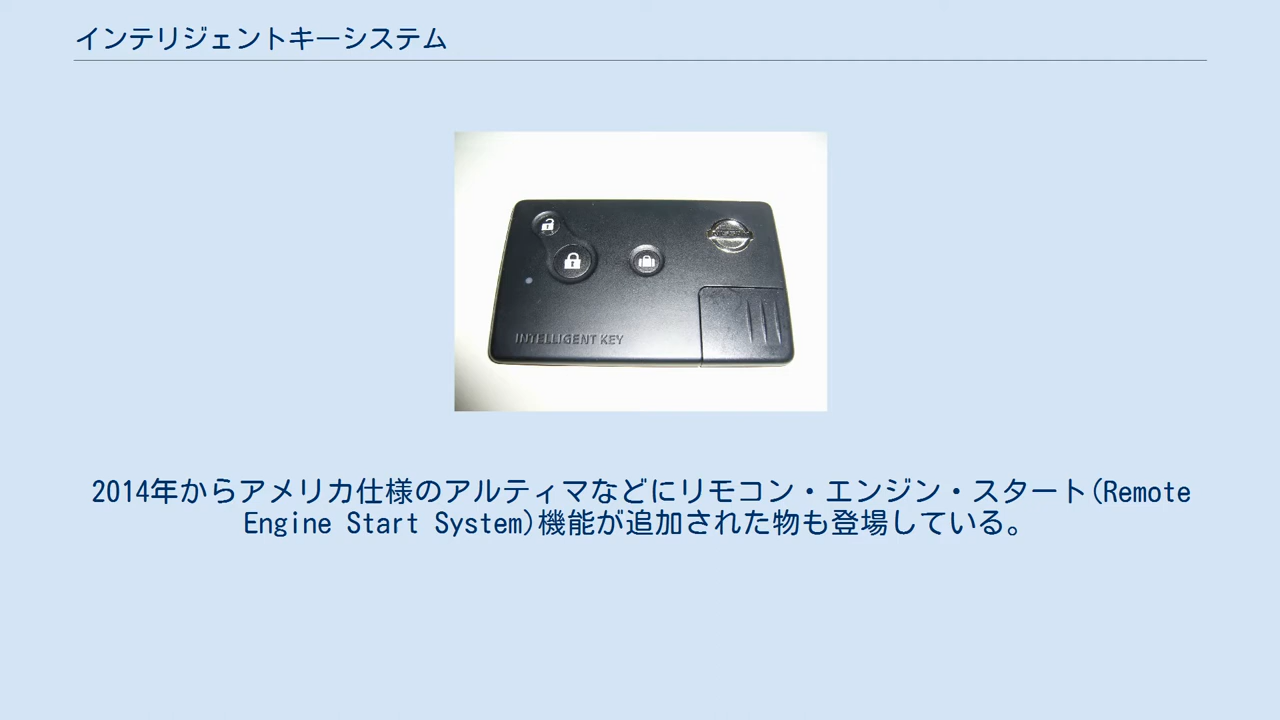 インテリジェントキーシステム
INTELLIGENT KEY
2014年からアメリカ仕様のアルティマなどにリモコン・エンジン・スタート(Remote
Engine Start System)機能が追加された物も登場している。